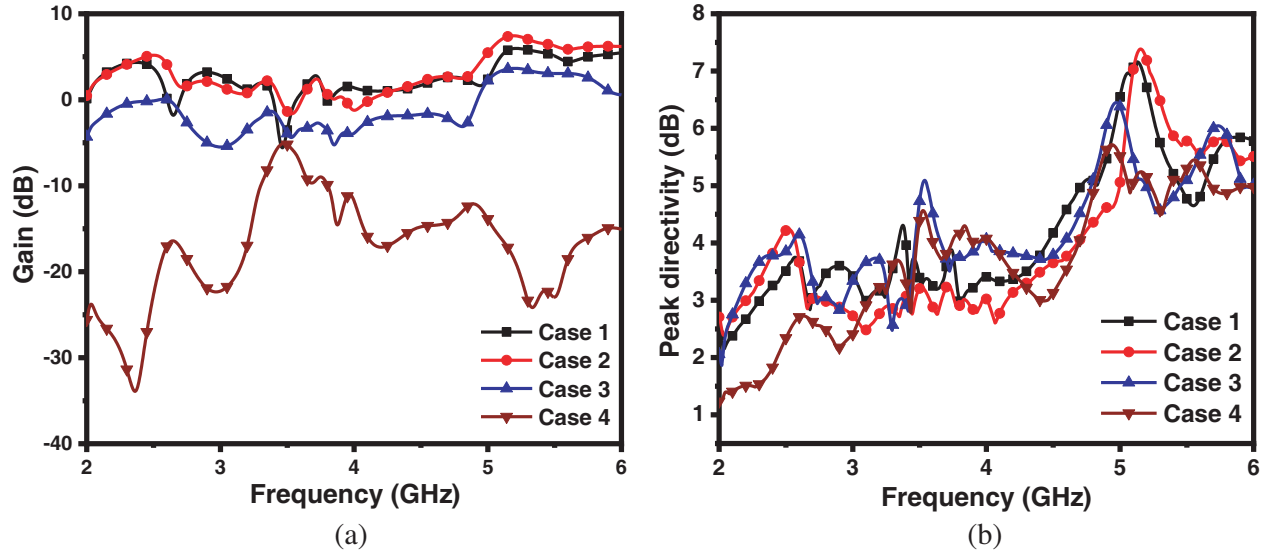 10
0
-10
-20
-30
-40
Gain (dB)
2
3
4
5
6
Frequency (GHz)
Case 1
Case 2
Case 3
Case 4
(a)
8
7
6
5
4
3
2
1
Peak directivity (dB)
2
3
4
5
6
Frequency (GHz)
Case 1
Case 2
Case 3
Case 4
(b)